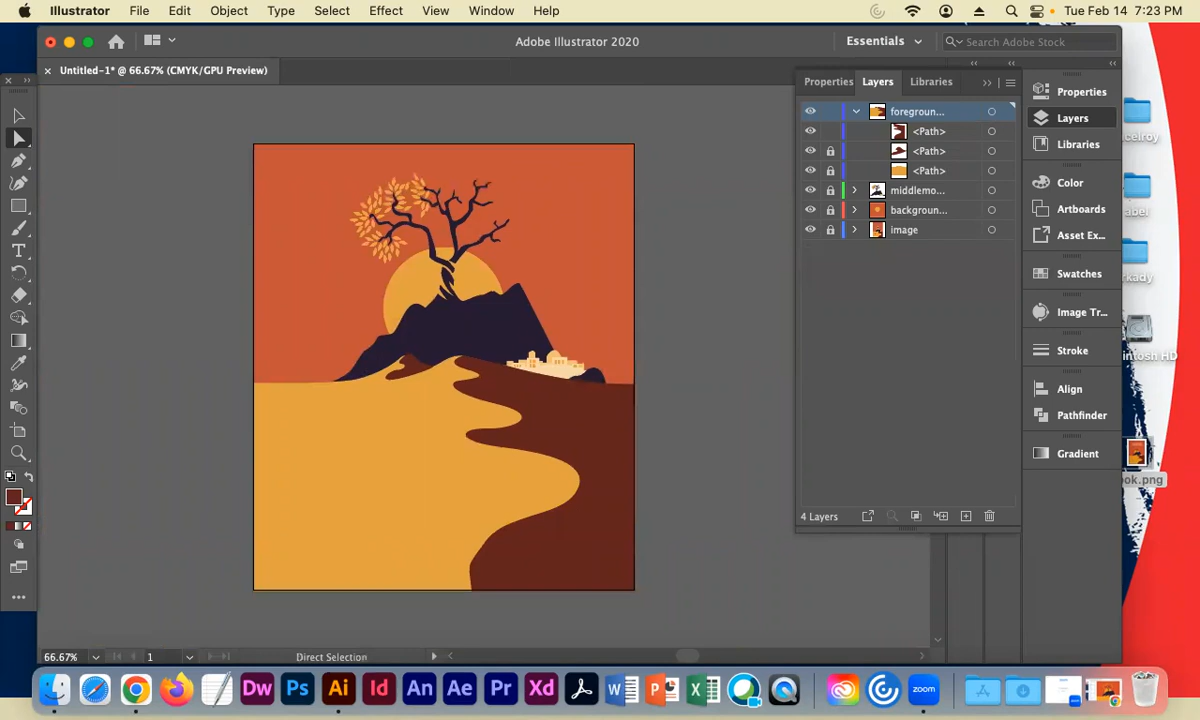 Illustrator File Edit Object Type Select Effect View Window Help
Tue Feb 14 7:23 PM
Adobe Illustrator 2020
Essentials
Search Adobe Stock
Untitled-1* @ 66.67% (CMYK/GPU Preview)
Properties Layers Libraries
foregroun...
<Path>
<Path>
<Path>
middlemo...
backgroun...
image
4 Layers
Properties
Layers
Libraries
Color
Artboards
Asset Ex...
Swatches
Image Tr...
Stroke
Align
Pathfinder
Gradient
celroy
abel
rkady
intosh HD
ok.png
66.67%
1
Direct Selection
Dw Ps Ai Id An Ae Pr Xd W P X zoom